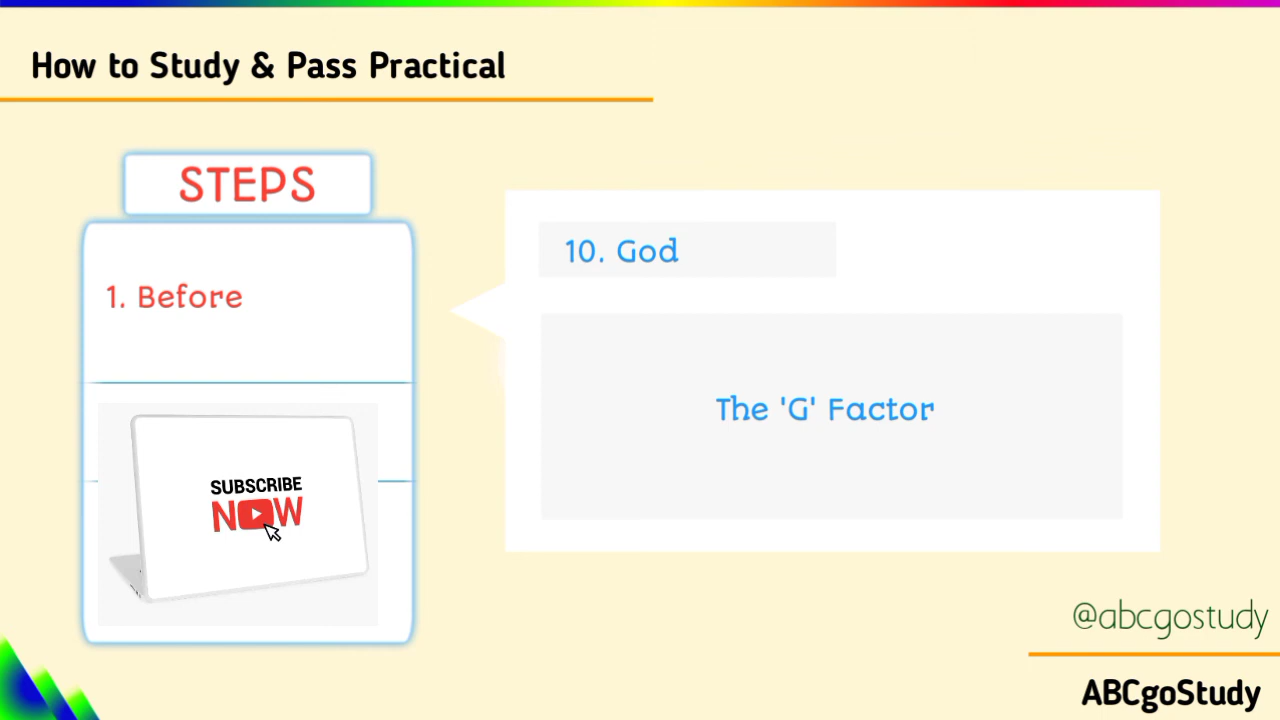 How to Study & Pass Practical
STEPS
1. Before
SUBSCRIBE
NOW
10. God
The 'G' Factor
@abcgostudy
ABCgoStudy